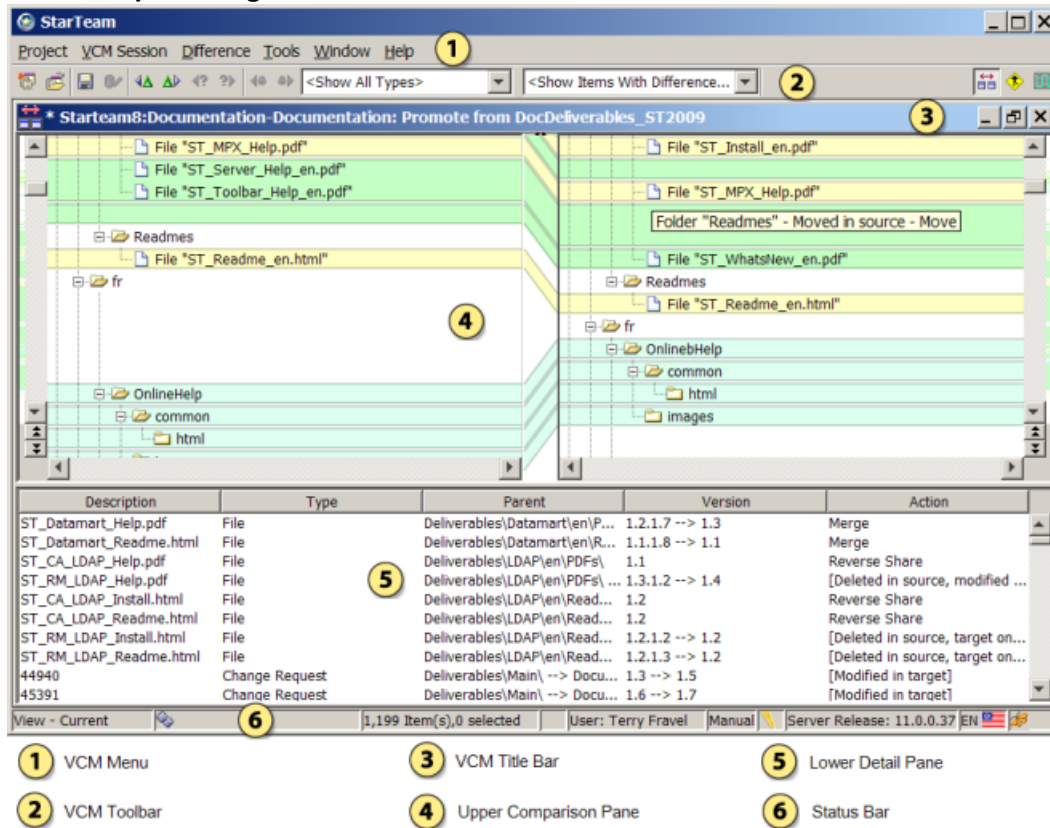 StarTeam
Project VCM Session Difference Tools Window Help 1
<Show All Types> <Show Items With Difference... 2
* Starteam8:Documentation-Documentation: Promote from DocDeliverables_ST2009 3
File "ST_MPX_Help.pdf"
File "ST_Server_Help_en.pdf"
File "ST_Toolbar_Help_en.pdf"
Readmes
File "ST_Readme_en.html"
fr
4
OnlineHelp
common
html
File "ST_Install_en.pdf"
File "ST_MPX_Help.pdf"
Folder "Readmes" - Moved in source - Move
File "ST_WhatsNew_en.pdf"
Readmes
File "ST_Readme_en.html"
fr
OnlinebHelp
common
html
images
Description Type Parent Version Action
ST_Datamart_Help.pdf File Deliverables\Datamart\en\P... 1.2.1.7 --> 1.3 Merge
ST_Datamart_Readme.html File Deliverables\Datamart\en\R... 1.1.1.8 --> 1.1 Merge
ST_CA_LDAP_Help.pdf File Deliverables\LDAP\en\PDFs\ 1.1 Reverse Share
ST_RM_LDAP_Help.pdf File Deliverables\LDAP\en\PDFs\ ... 1.3.1.2 --> 1.4 [Deleted in source, modified ...
5
ST_CA_LDAP_Install.html File Deliverables\LDAP\en\Read... 1.2 Reverse Share
ST_CA_LDAP_Readme.html File Deliverables\LDAP\en\Read... 1.2 Reverse Share
ST_RM_LDAP_Install.html File Deliverables\LDAP\en\Read... 1.2.1.2 --> 1.2 [Deleted in source, target on...
ST_RM_LDAP_Readme.html File Deliverables\LDAP\en\Read... 1.2.1.3 --> 1.2 [Deleted in source, target on...
44940 Change Request Deliverables\Main\ --> Docu... 1.3 --> 1.5 [Modified in target]
45391 Change Request Deliverables\Main\ --> Docu... 1.6 --> 1.7 [Modified in target]
View - Current 6 1,199 Item(s),0 selected User: Terry Fravel Manual Server Release: 11.0.0.37 EN
1 VCM Menu 3 VCM Title Bar 5 Lower Detail Pane
2 VCM Toolbar 4 Upper Comparison Pane 6 Status Bar